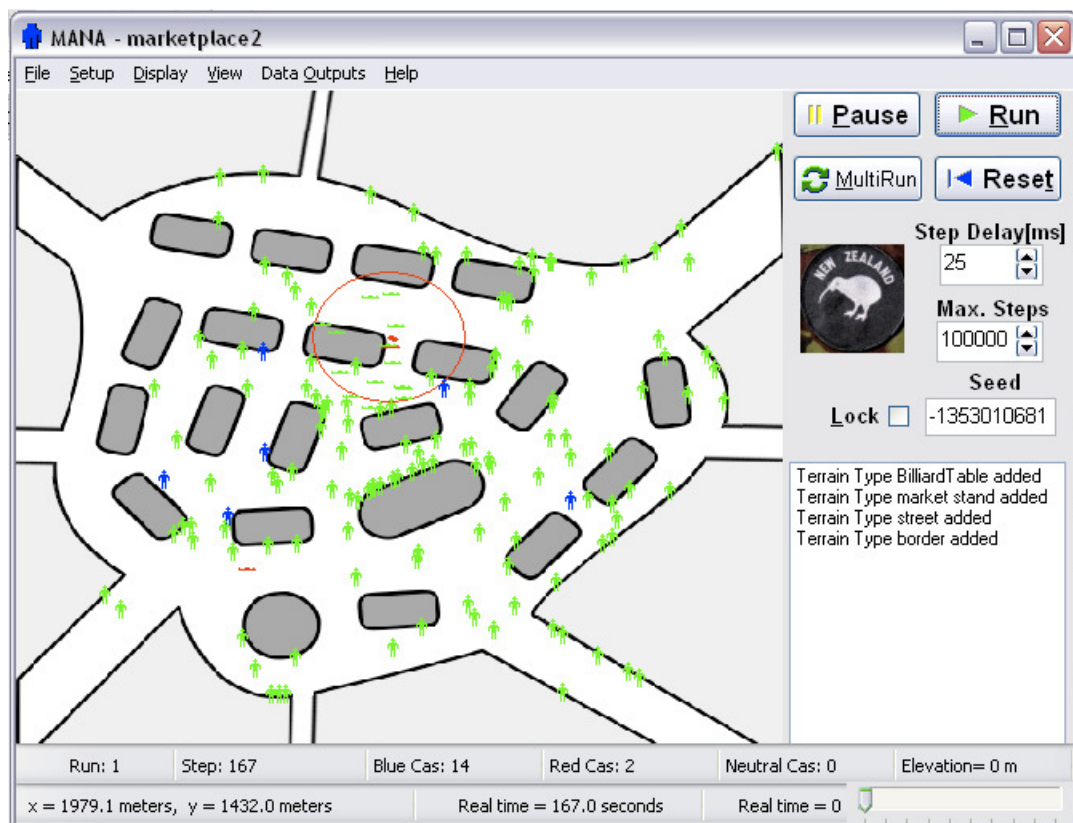 MANA - marketplace2
File Setup Display View Data Outputs Help
Pause Run
MultiRun Reset
Step Delay[ms]
NEW ZEALAND
25
Max. Steps
100000
Seed
Lock -1353010681
Terrain Type BilliardTable added
Terrain Type market stand added
Terrain Type street added
Terrain Type border added
Run: 1 Step: 167 Blue Cas: 14 Red Cas: 2 Neutral Cas: 0 Elevation= 0 m
x = 1979.1 meters, y = 1432.0 meters Real time = 167.0 seconds Real time = 0